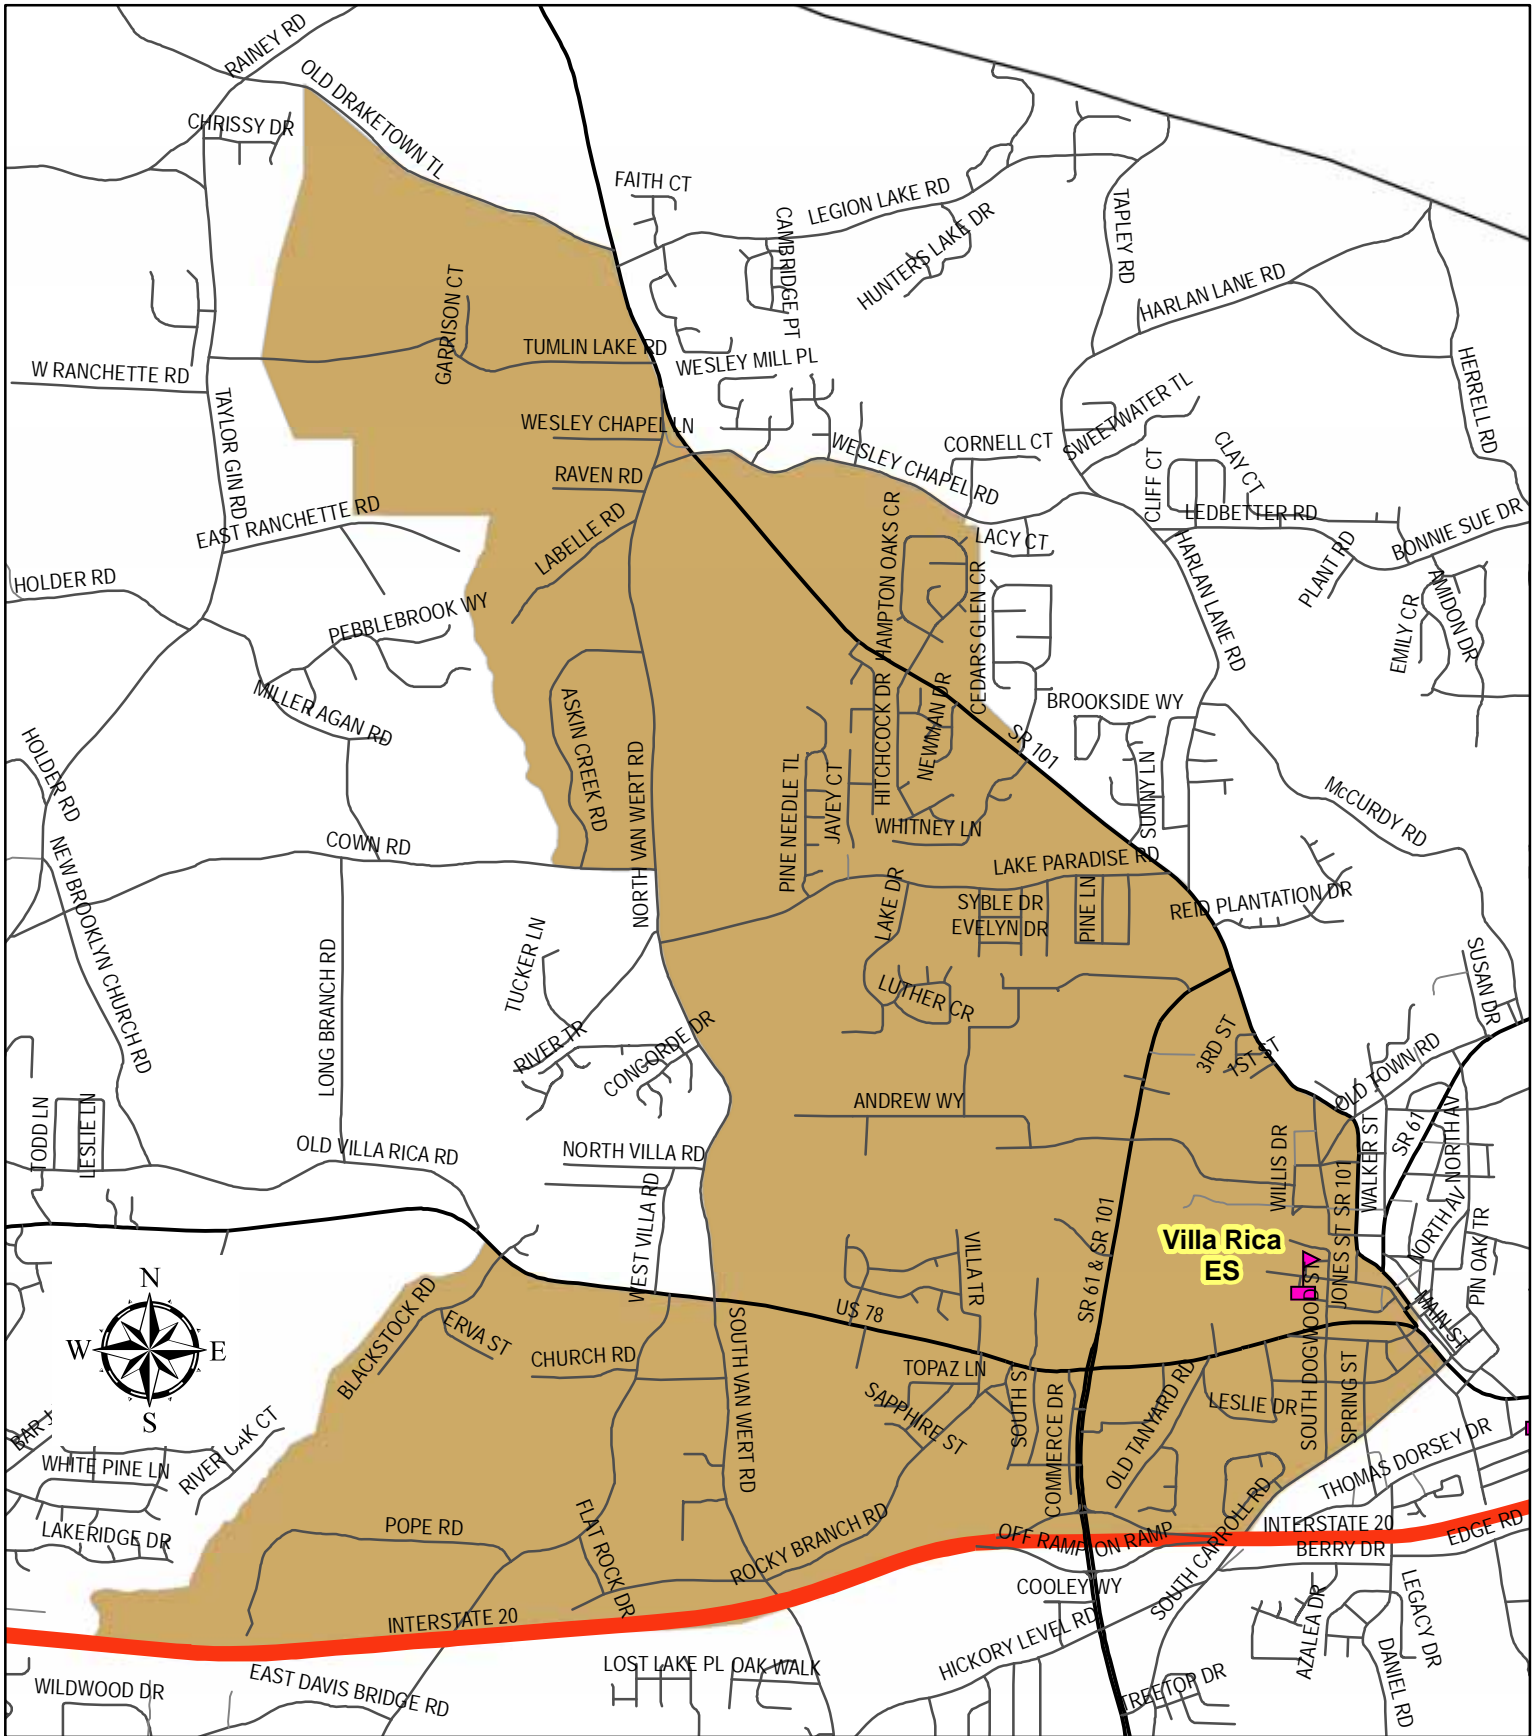 RAINEY RD
OLD DRAKETOWN TL
CHRISSY DR
FAITH CT
LEGION LAKE RD
CAMBRIDGE PT
HUNTERS LAKE DR
TAPLEY RD
HARLAN LANE RD
GARRISON CT
TUMLIN LAKE RD
WESLEY MILL PL
W RANCHETTE RD
TAYLOR GIN RD
WESLEY CHAPEL LN
WESLEY CHAPEL RD
CORNELL CT
SWEETWATER TL
HERRELL RD
CLIFF CT
CLAY CT
RAVEN RD
EAST RANCHETTE RD
LABELLE RD
HAMPTON OAKS CR
LACY CT
LEDBETTER RD
BONNIE SUE DR
PLANT RD
HARLAN LANE RD
HOLDER RD
PEBBLEBROOK WY
CEDARS GLEN CR
EMILY CR
AMIDON DR
MILLER AGAN RD
ASKIN CREEK RD
HITCHCOCK DR
NEWMAN DR
SR 101
BROOKSIDE WY
HOLDER RD
NORTH VAN WERT RD
PINE NEEDLE TL
JAVEY CT
SUNNY LN
McCURDY RD
WHITNEY LN
COWN RD
LAKE PARADISE RD
NEW BROOKLYN CHURCH RD
LAKE DR
SYBLE DR
EVELYN DR
PINE LN
REID PLANTATION DR
LONG BRANCH RD
TUCKER LN
LUTHER CR
SUSAN DR
RIVER TR
CONCORDE DR
3RD ST
1ST ST
OLD TOWN RD
ANDREW WY
TODD LN
LESLIE LN
OLD VILLA RICA RD
NORTH VILLA RD
WILLIS DR
WALKER ST
SR 61
NORTH AV
WEST VILLA RD
SR 61 & SR 101
JONES ST SR 101
NORTH AV
PIN OAK TR
VILLA TR
Villa Rica
ES
N
W
E
S
BLACKSTOCK RD
ERVA ST
US 78
MAIN ST
CHURCH RD
SOUTH VAN WERT RD
TOPAZ LN
SAPPHIRE ST
SOUTH S
COMMERCE DR
OLD TANYARD RD
LESLIE DR
SOUTH DOGWOOD ST
SPRING ST
WHITE PINE LN
THOMAS DORSEY DR
LAKERIDGE DR
POPE RD
FLAT ROCK DR
ROCKY BRANCH RD
OFF RAMP
ON RAMP
SOUTH CARROLL RD
INTERSTATE 20
EDGE RD
BERRY DR
COOLEY WY
INTERSTATE 20
AZALEA DR
LEGACY DR
EAST DAVIS BRIDGE RD
LOST LAKE PL
OAK WALK
HICKORY LEVEL RD
DANIEL RD
WILDWOOD DR
TREETOP DR